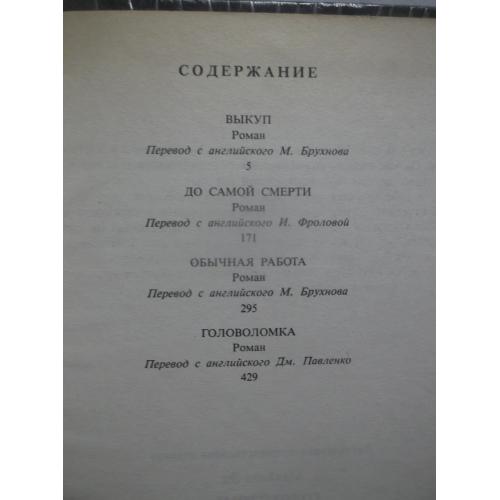 СОДЕРЖАНИЕ
ВЫКУП
Роман
Перевод с английского М. Брухнова
5
ДО САМОЙ СМЕРТИ
Роман
Перевод с английского И. Фроловой
171
ОБЫЧНАЯ РАБОТА
Роман
Перевод с английского М. Брухнова
295
ГОЛОВОЛОМКА
Роман
Перевод с английского Дм. Павленко
429